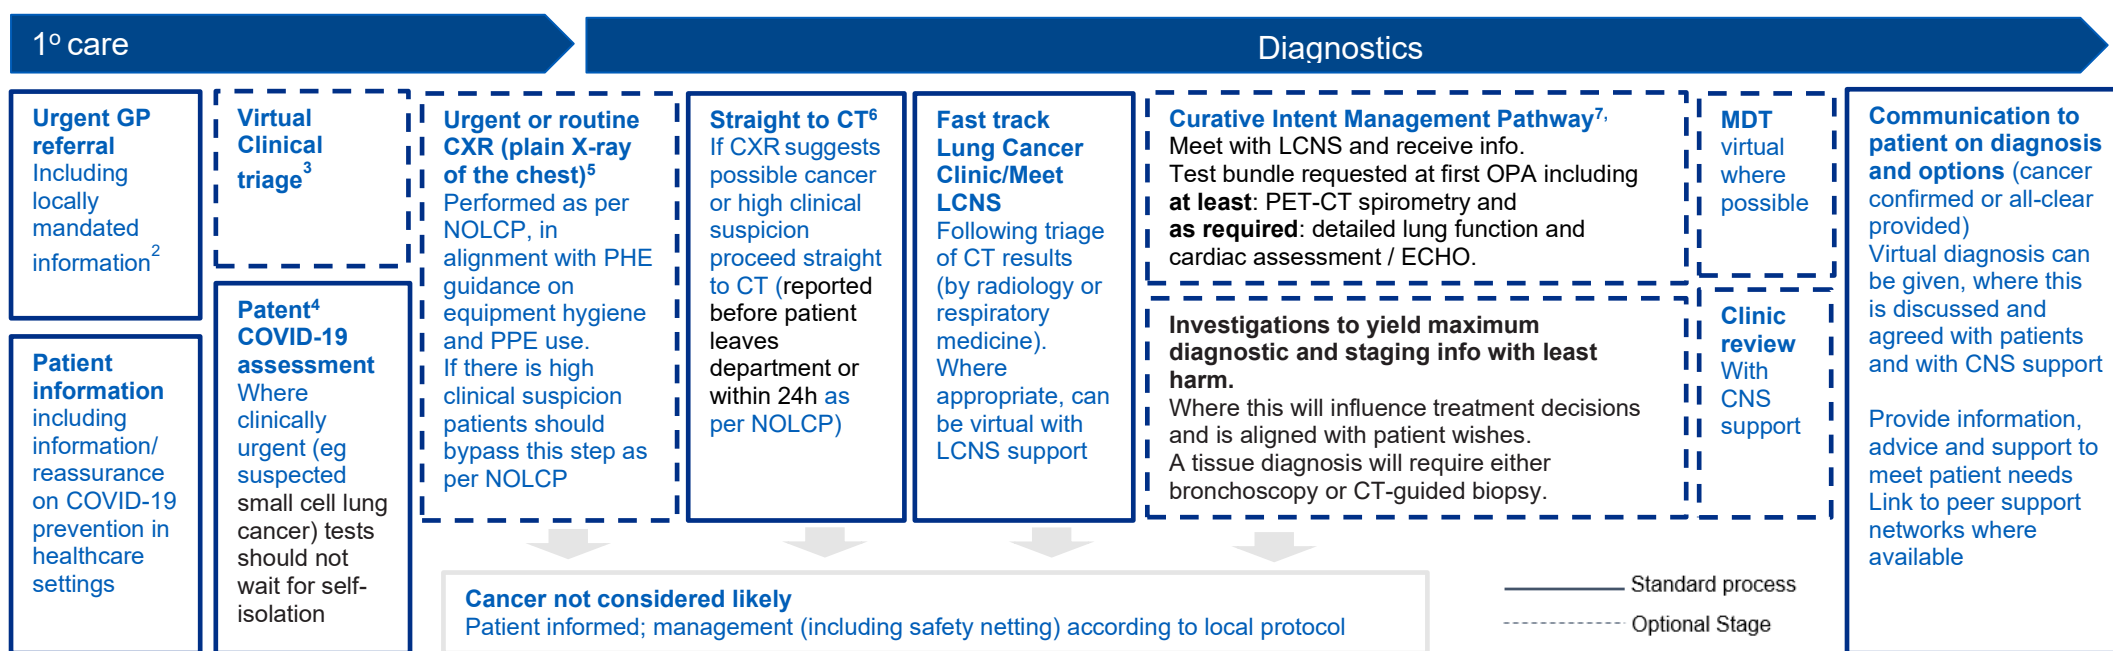 1º care
Diagnostics
Urgent GP
referral
Including
locally
mandated
information2
Patient
information
including
information/
reassurance
on COVID-19
prevention in
healthcare
settings
Virtual
Clinical
triage3
Patent4
COVID-19
assessment
Where
clinically
urgent (eg
suspected
small cell lung
cancer) tests
should not
wait for self-
isolation
Urgent or routine
CXR (plain X-ray
of the chest)5
Performed as per
NOLCP, in
alignment with PHE
guidance on
equipment hygiene
and PPE use.
If there is high
clinical suspicion
patients should
bypass this step as
per NOLCP
Straight to CT6
If CXR suggests
possible cancer
or high clinical
suspicion
proceed straight
to CT (reported
before patient
leaves
department or
within 24h as
per NOLCP)
Fast track
Lung Cancer
Clinic/Meet
LCNS
Following triage
of CT results
(by radiology or
respiratory
medicine).
Where
appropriate, can
be virtual with
LCNS support
Curative Intent Management Pathway7,
Meet with LCNS and receive info.
Test bundle requested at first OPA including
at least: PET-CT spirometry and
as required: detailed lung function and
cardiac assessment / ECHO.
Investigations to yield maximum
diagnostic and staging info with least
harm.
Where this will influence treatment decisions
and is aligned with patient wishes.
A tissue diagnosis will require either
bronchoscopy or CT-guided biopsy.
MDT
virtual
where
possible
Clinic
review
With
CNS
support
Communication to
patient on diagnosis
and options (cancer
confirmed or all-clear
provided)
Virtual diagnosis can
be given, where this
is discussed and
agreed with patients
and with CNS support
Provide information,
advice and support to
meet patient needs
Link to peer support
networks where
available
Cancer not considered likely
Patient informed; management (including safety netting) according to local protocol
Standard process
Optional Stage